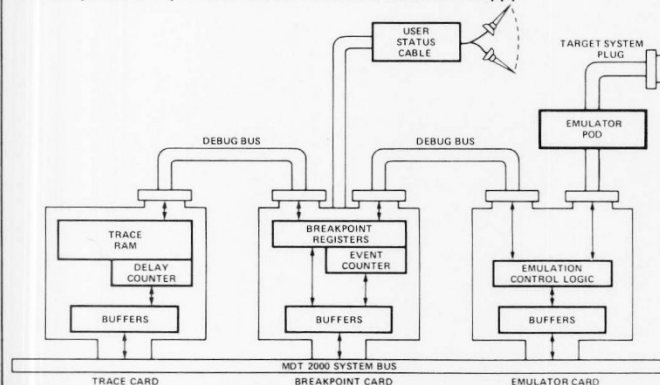 USER
STATUS
CABLE
TARGET SYSTEM
PLUG
EMULATOR
POD
DEBUG BUS
DEBUG BUS
TRACE
RAM
DELAY
COUNTER
BUFFERS
BREAKPOINT
REGISTERS
EVENT
COUNTER
BUFFERS
EMULATION
CONTROL LOGIC
BUFFERS
MDT 2000 SYSTEM BUS
TRACE CARD
BREAKPOINT CARD
EMULATOR CARD